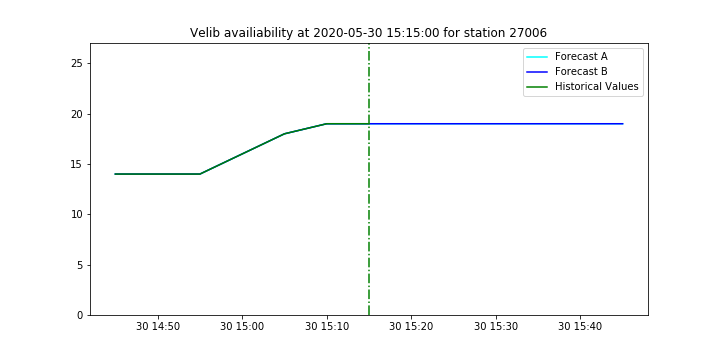 Velib availiability at 2020-05-30 15:15:00 for station 27006
Forecast A
Forecast B
Historical Values
25
20
15
10
5
0
30 14:50 30 15:00 30 15:10 30 15:20 30 15:30 30 15:40